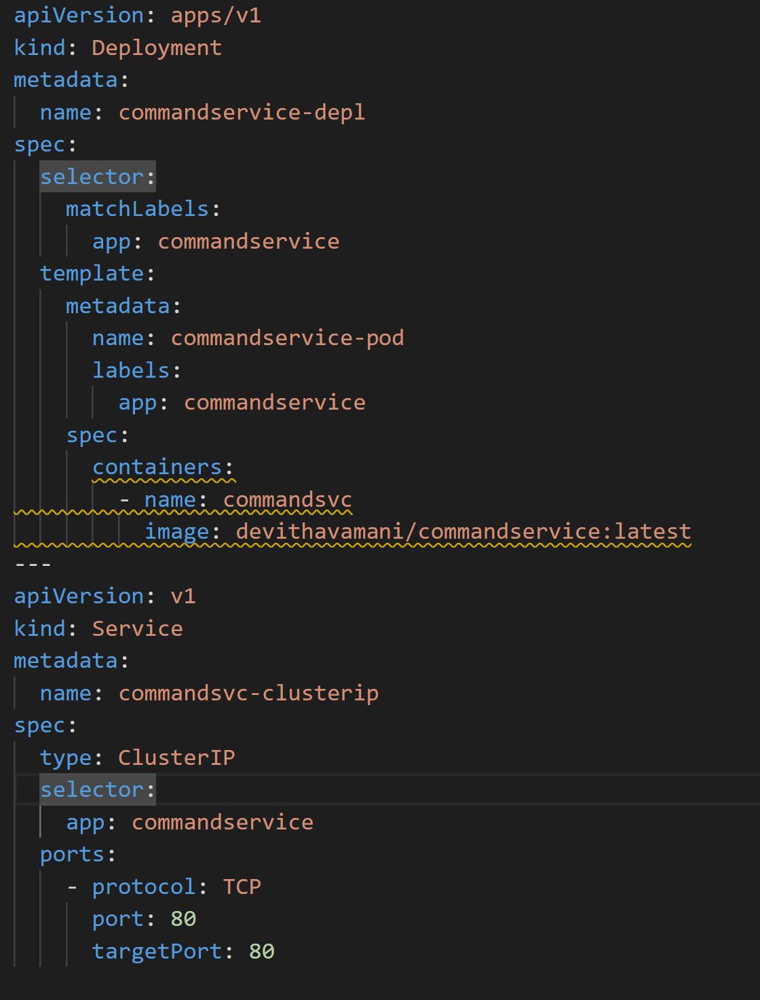 apiVersion: apps/v1
kind: Deployment
metadata:
  name: commandservice-depl
spec:
  selector:
    matchLabels:
      app: commandservice
  template:
    metadata:
      name: commandservice-pod
      labels:
        app: commandservice
    spec:
      containers:
        - name: commandsvc
          image: devithavamani/commandservice:latest
---
apiVersion: v1
kind: Service
metadata:
  name: commandsvc-clusterip
spec:
  type: ClusterIP
  selector:
    app: commandservice
  ports:
    - protocol: TCP
      port: 80
      targetPort: 80